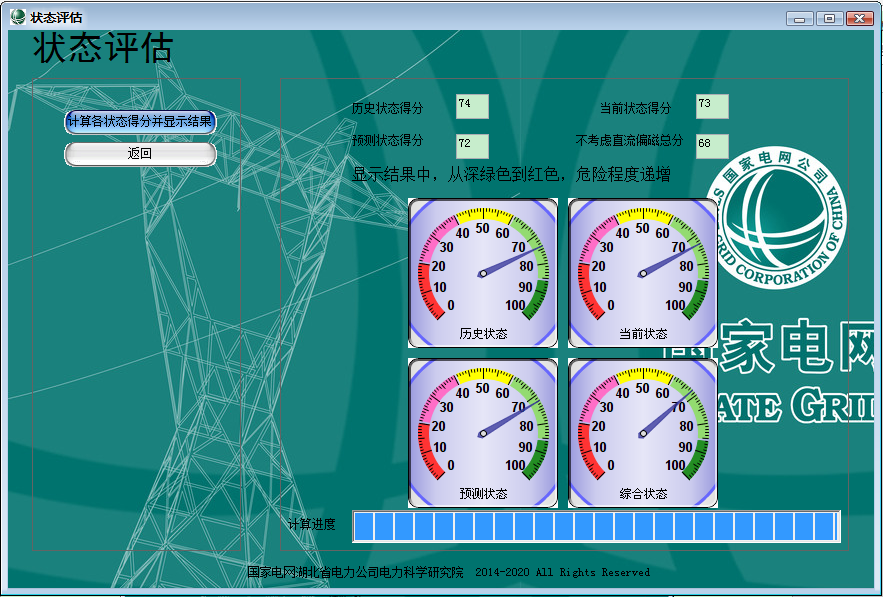 状态评估
状态评估
计算各状态得分并显示结果
返回
历史状态得分 74 当前状态得分 73
预测状态得分 72 不考虑直流偏磁总分 68
显示结果中，从深绿色到红色，危险程度递增
0 10 20 30 40 50 60 70 80 90 100
历史状态
0 10 20 30 40 50 60 70 80 90 100
当前状态
0 10 20 30 40 50 60 70 80 90 100
预测状态
0 10 20 30 40 50 60 70 80 90 100
综合状态
国家电网公司
GRID CORPORATION OF CHINA
国家电网
ATE GRID
计算进度
国家电网湖北省电力公司电力科学研究院 2014-2020 All Rights Reserved